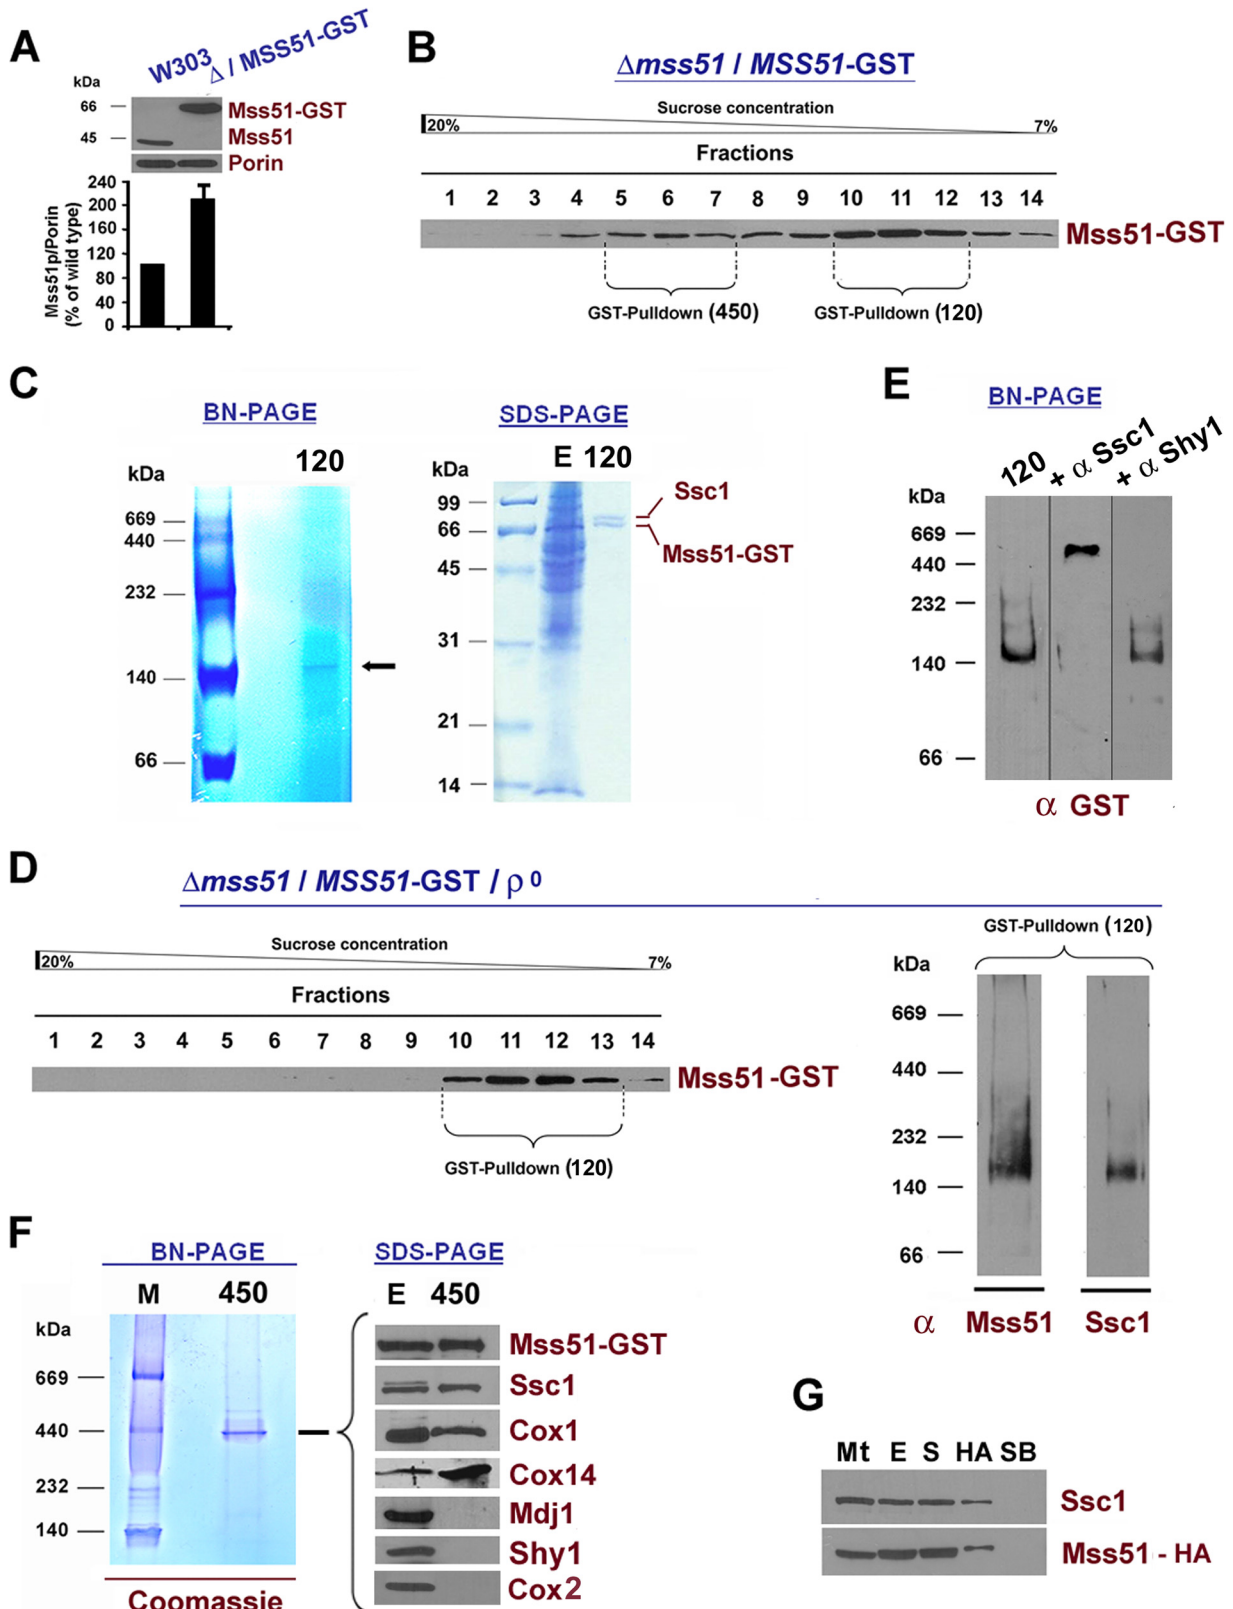 A
W303
Δ / MSS51-GST
kDa
66
45
Mss51-GST
Mss51
Porin
Mss51p/Porin
(% of wild type)
240
200
160
120
80
40
0
B
Δmss51 / MSS51-GST
Sucrose concentration
20%
7%
Fractions
1 2 3 4 5 6 7 8 9 10 11 12 13 14
Mss51-GST
GST-Pulldown (450)
GST-Pulldown (120)
C
BN-PAGE
120
kDa
669
440
232
140
66
SDS-PAGE
E 120
kDa
99
66
45
31
21
14
Ssc1
Mss51-GST
E
BN-PAGE
120
+ α Ssc1
+ α Shy1
kDa
669
440
232
140
66
α GST
D
Δmss51 / MSS51-GST / ρ0
Sucrose concentration
20%
7%
Fractions
1 2 3 4 5 6 7 8 9 10 11 12 13 14
Mss51-GST
GST-Pulldown (120)
GST-Pulldown (120)
kDa
669
440
232
140
66
α Mss51 Ssc1
F
BN-PAGE
M 450
kDa
669
440
232
140
Coomassie
SDS-PAGE
E 450
Mss51-GST
Ssc1
Cox1
Cox14
Mdj1
Shy1
Cox2
G
Mt E S HA SB
Ssc1
Mss51 - HA